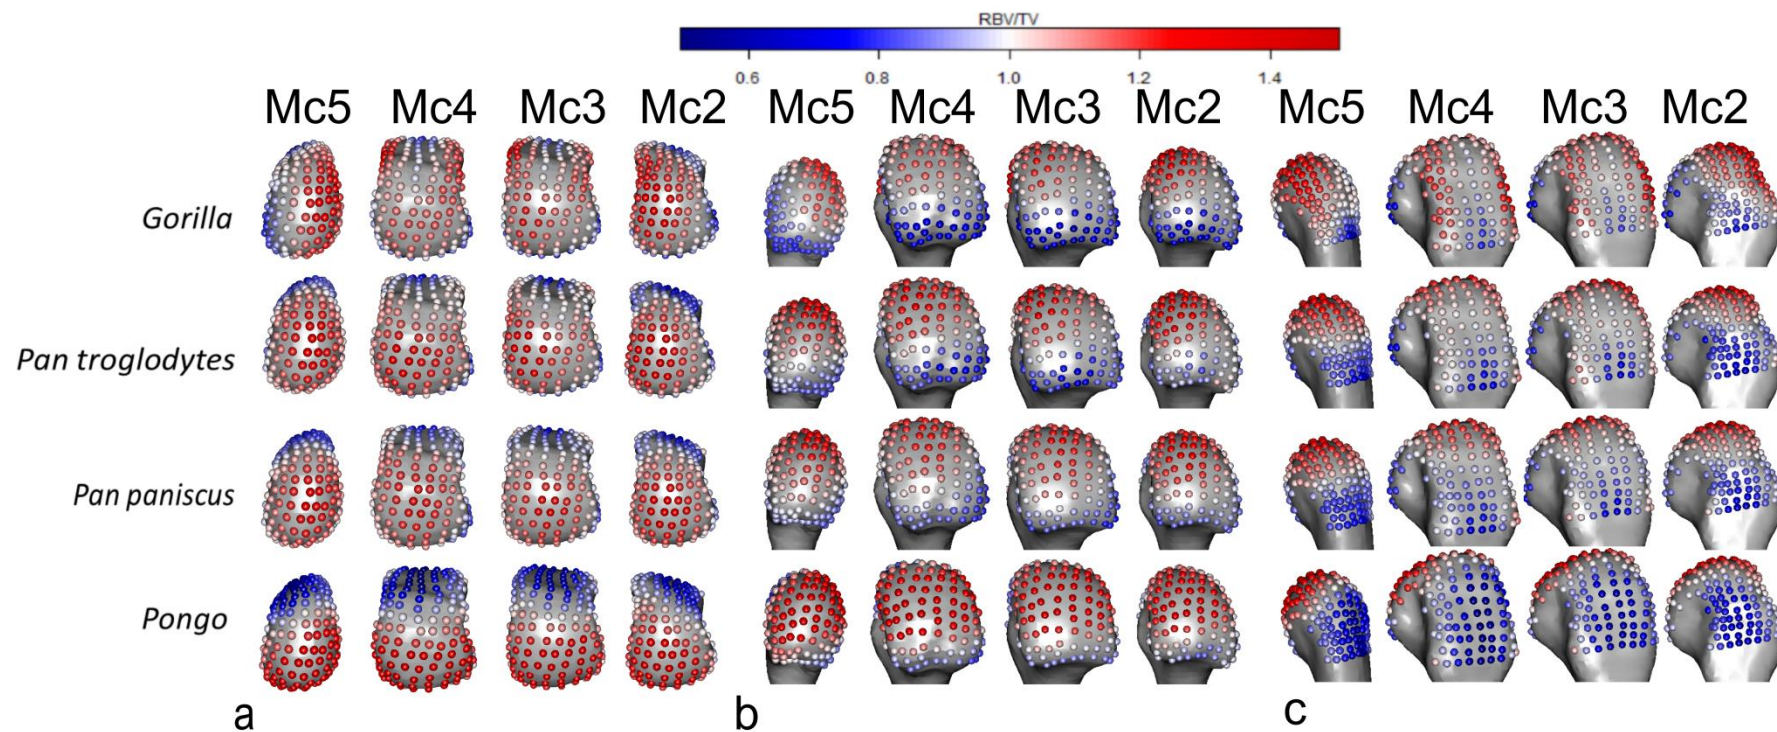 RBV/TV
0.6 0.8 1.0 1.2 1.4
Mc5 Mc4 Mc3 Mc2 Mc5 Mc4 Mc3 Mc2 Mc5 Mc4 Mc3 Mc2
Gorilla
Pan troglodytes
Pan paniscus
Pongo
a b c